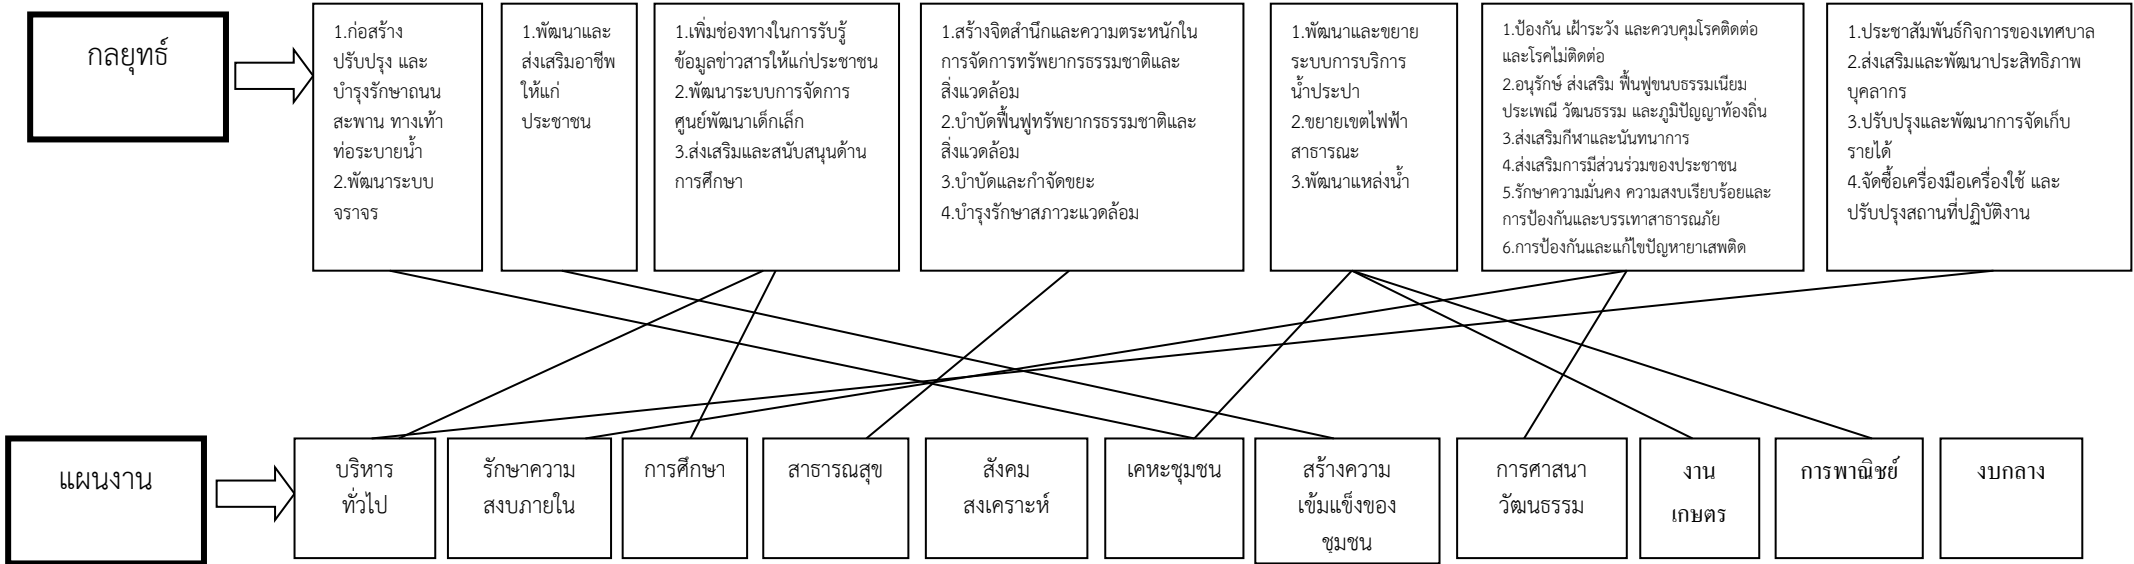 กลยุทธ์
1.ก่อสร้าง
ปรับปรุง และ
บำรุงรักษาถนน
สะพาน ทางเท้า
ท่อระบายน้ำ
2.พัฒนาระบบ
จราจร
1.พัฒนาและ
ส่งเสริมอาชีพ
ให้แก่
ประชาชน
1.เพิ่มช่องทางในการรับรู้
ข้อมูลข่าวสารให้แก่ประชาชน
2.พัฒนาระบบการจัดการ
ศูนย์พัฒนาเด็กเล็ก
3.ส่งเสริมและสนับสนุนด้าน
การศึกษา
1.สร้างจิตสำนึกและความตระหนักใน
การจัดการทรัพยากรธรรมชาติและ
สิ่งแวดล้อม
2.บำบัดฟื้นฟูทรัพยากรธรรมชาติและ
สิ่งแวดล้อม
3.บำบัดและกำจัดขยะ
4.บำรุงรักษาสภาวะแวดล้อม
1.พัฒนาและขยาย
ระบบการบริการ
น้ำประปา
2.ขยายเขตไฟฟ้า
สาธารณะ
3.พัฒนาแหล่งน้ำ
1.ป้องกัน เฝ้าระวัง และควบคุมโรคติดต่อ
และโรคไม่ติดต่อ
2.อนุรักษ์ ส่งเสริม ฟื้นฟูขนบธรรมเนียม
ประเพณี วัฒนธรรม และภูมิปัญญาท้องถิ่น
3.ส่งเสริมกีฬาและนันทนาการ
4.ส่งเสริมการมีส่วนร่วมของประชาชน
5.รักษาความมั่นคง ความสงบเรียบร้อยและ
การป้องกันและบรรเทาสาธารณภัย
6.การป้องกันและแก้ไขปัญหายาเสพติด
1.ประชาสัมพันธ์กิจการของเทศบาล
2.ส่งเสริมและพัฒนาประสิทธิภาพ
บุคลากร
3.ปรับปรุงและพัฒนาการจัดเก็บ
รายได้
4.จัดซื้อเครื่องมือเครื่องใช้ และ
ปรับปรุงสถานที่ปฏิบัติงาน
แผนงาน
บริหาร
ทั่วไป
รักษาความ
สงบภายใน
การศึกษา
สาธารณสุข
สังคม
สงเคราะห์
เคหะชุมชน
สร้างความ
เข้มแข็งของ
ชุมชน
การศาสนา
วัฒนธรรม
งาน
เกษตร
การพาณิชย์
งบกลาง